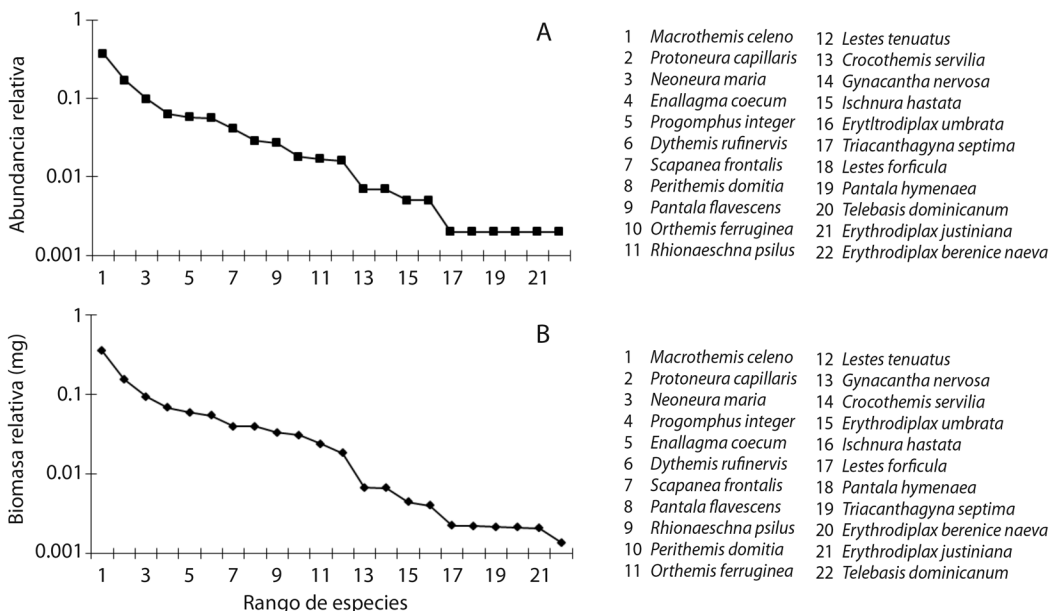 A
Abundancia relativa
1
0.1
0.01
0.001
1 3 5 7 9 11 13 15 17 19 21
1 Macrothemis celeno
2 Protoneura capillaris
3 Neoneura maria
4 Enallagma coecum
5 Progomphus integer
6 Dythemis rufinervis
7 Scapanea frontalis
8 Perithemis domitia
9 Pantala flavescens
10 Orthemis ferruginea
11 Rhionaeschna psilus
12 Lestes tenuatus
13 Crocothemis servilia
14 Gynacantha nervosa
15 Ischnura hastata
16 Erytltrodiplax umbrata
17 Triacanthagyna septima
18 Lestes forficula
19 Pantala hymenaea
20 Telebasis dominicanum
21 Erythrodiplax justiniana
22 Erythrodiplax berenice naeva
B
Biomasa relativa (mg)
1
0.1
0.01
0.001
1 3 5 7 9 11 13 15 17 19 21
Rango de especies
1 Macrothemis celeno
2 Protoneura capillaris
3 Neoneura maria
4 Progomphus integer
5 Enallagma coecum
6 Dythemis rufinervis
7 Scapanea frontalis
8 Pantala flavescens
9 Rhionaeschna psilus
10 Perithemis domitia
11 Orthemis ferruginea
12 Lestes tenuatus
13 Gynacantha nervosa
14 Crocothemis servilia
15 Erythrodiplax umbrata
16 Ischnura hastata
17 Lestes forficula
18 Pantala hymenaea
19 Triacanthagyna septima
20 Erythrodiplax berenice naeva
21 Erythrodiplax justiniana
22 Telebasis dominicanum